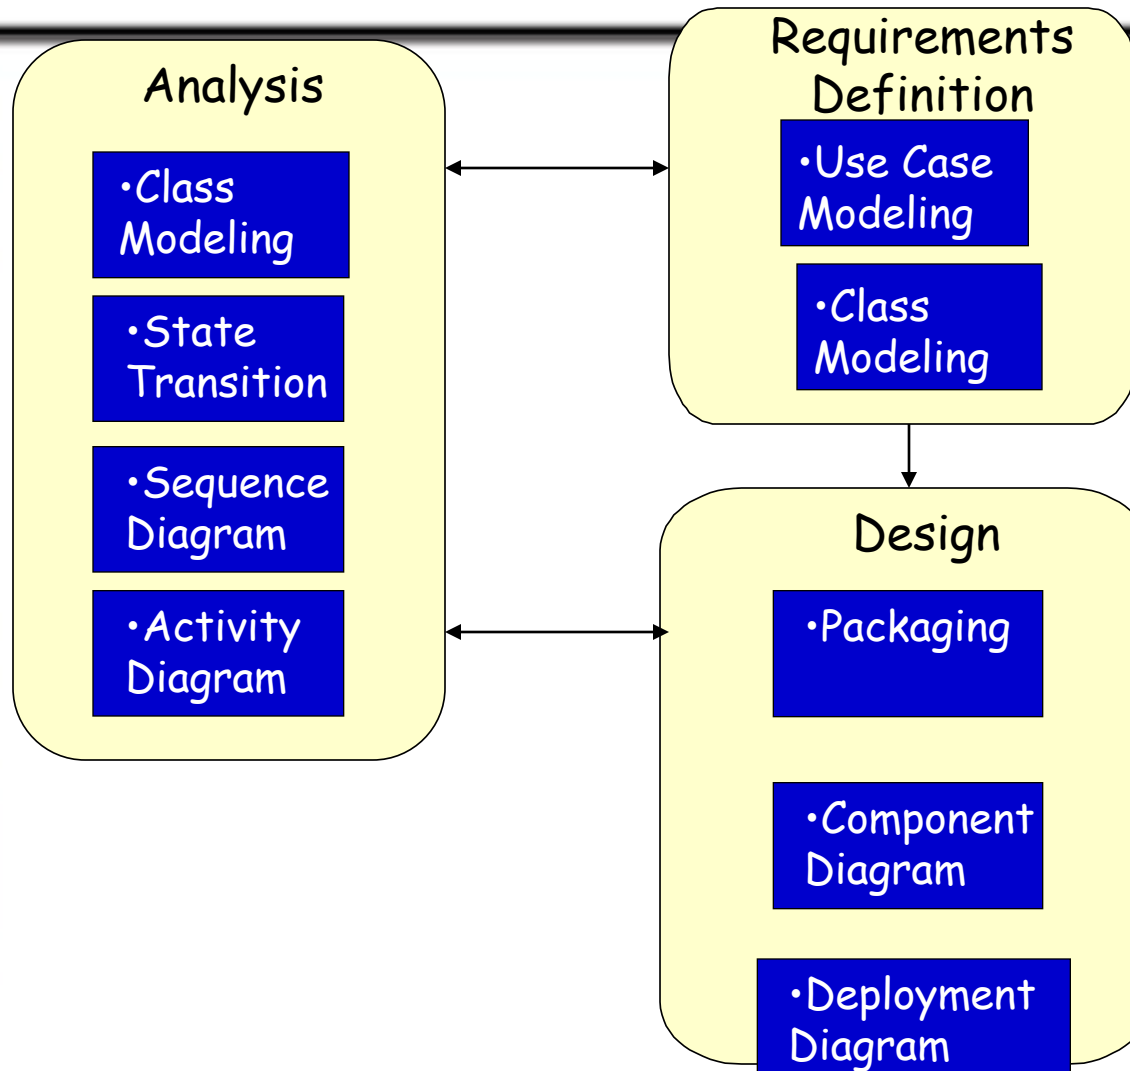 Analysis
•Class
Modeling
•State
Transition
•Sequence
Diagram
•Activity
Diagram
Requirements
Definition
•Use Case
Modeling
•Class
Modeling
Design
•Packaging
•Component
Diagram
•Deployment
Diagram